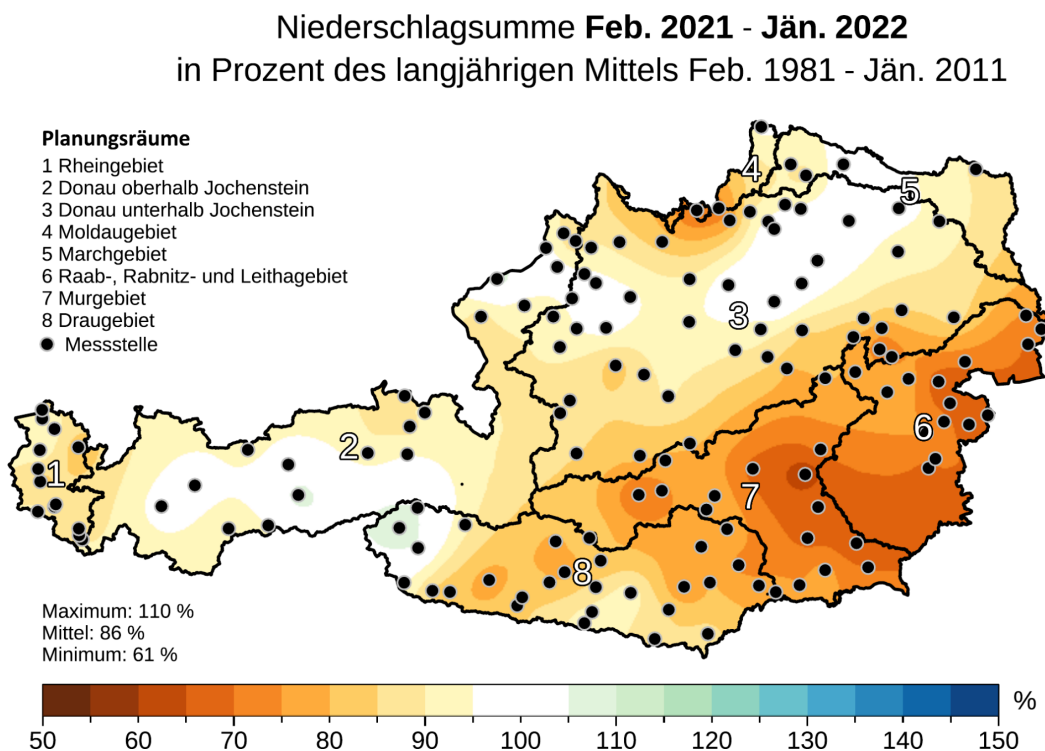 Niederschlagsumme Feb. 2021 - Jän. 2022
in Prozent des langjährigen Mittels Feb. 1981 - Jän. 2011
Planungsräume
1 Rheingebiet
2 Donau oberhalb Jochenstein
3 Donau unterhalb Jochenstein
4 Moldaugebiet
5 Marchgebiet
6 Raab-, Rabnitz- und Leithagebiet
7 Murgebiet
8 Draugebiet
Messstelle
4
5
3
2
6
1
7
8
Maximum: 110 %
Mittel: 86 %
Minimum: 61 %
%
50 60 70 80 90 100 110 120 130 140 150